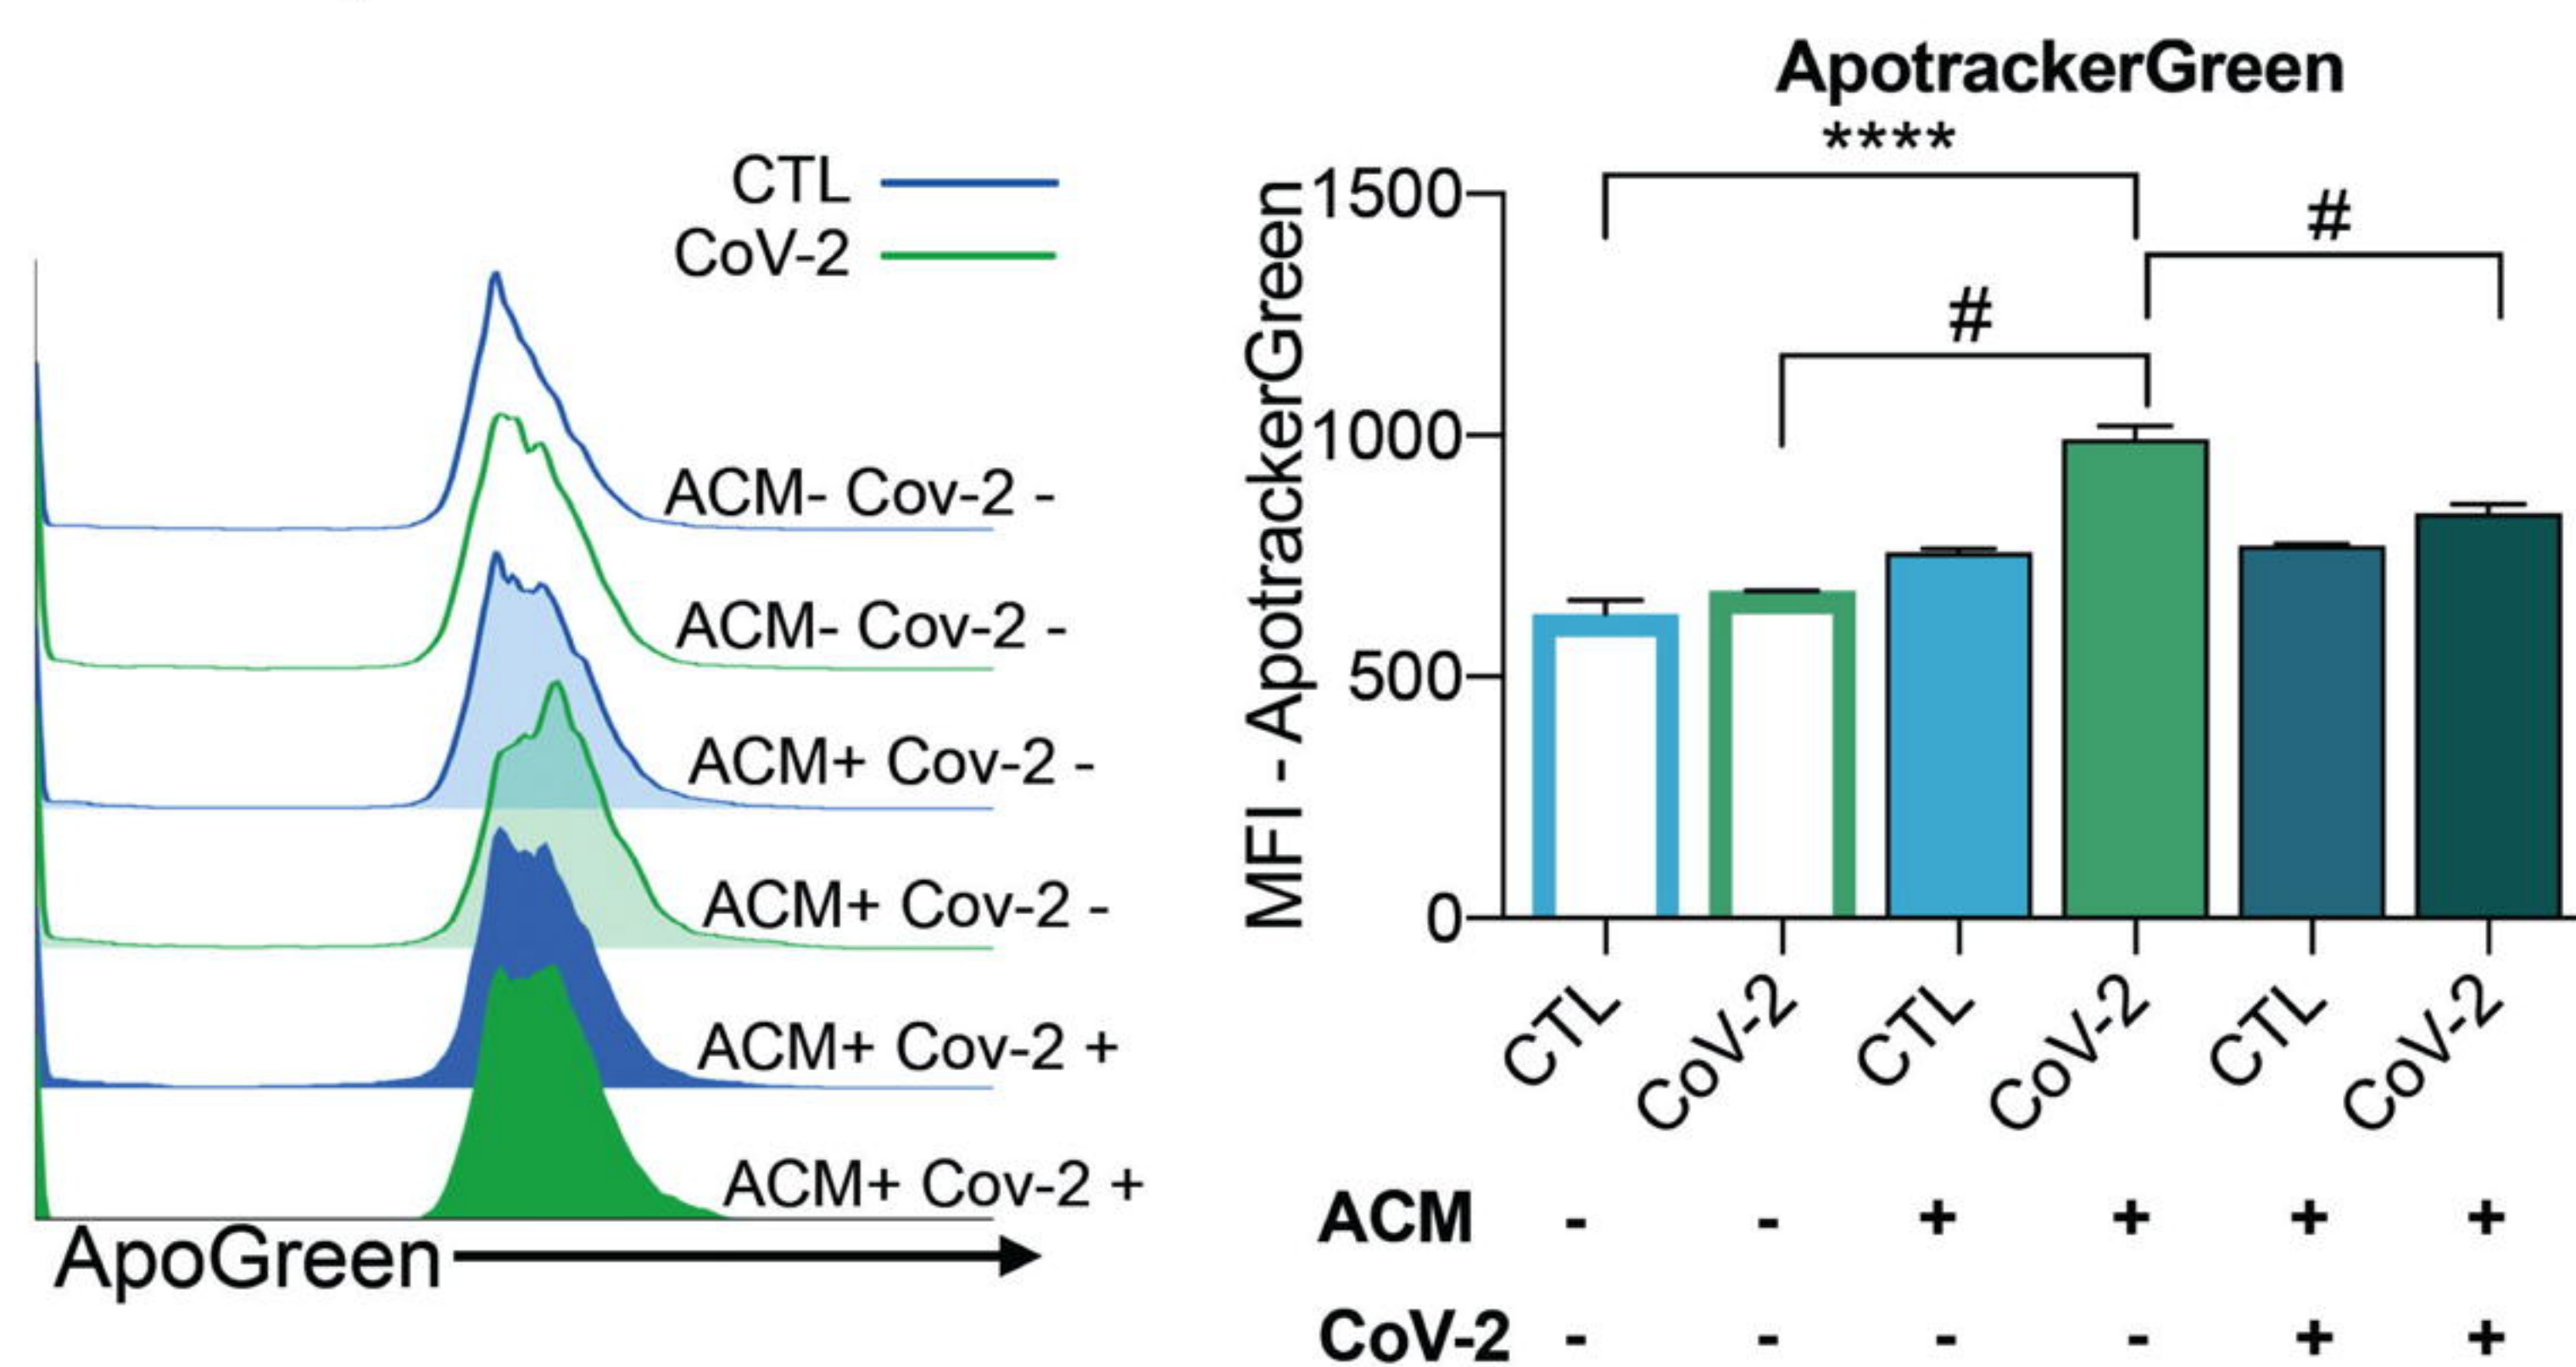 CTL
CoV-2
ACM- Cov-2 -
ACM- Cov-2 -
ACM+ Cov-2 -
ACM+ Cov-2 -
ACM+ Cov-2 +
ACM+ Cov-2 +
ApoGreen
ApotrackerGreen
****
#
#
MFI - ApotrackerGreen
1500
1000
500
0
CTL CoV-2 CTL CoV-2 CTL CoV-2
ACM - - + + + +
CoV-2 - - - - + +